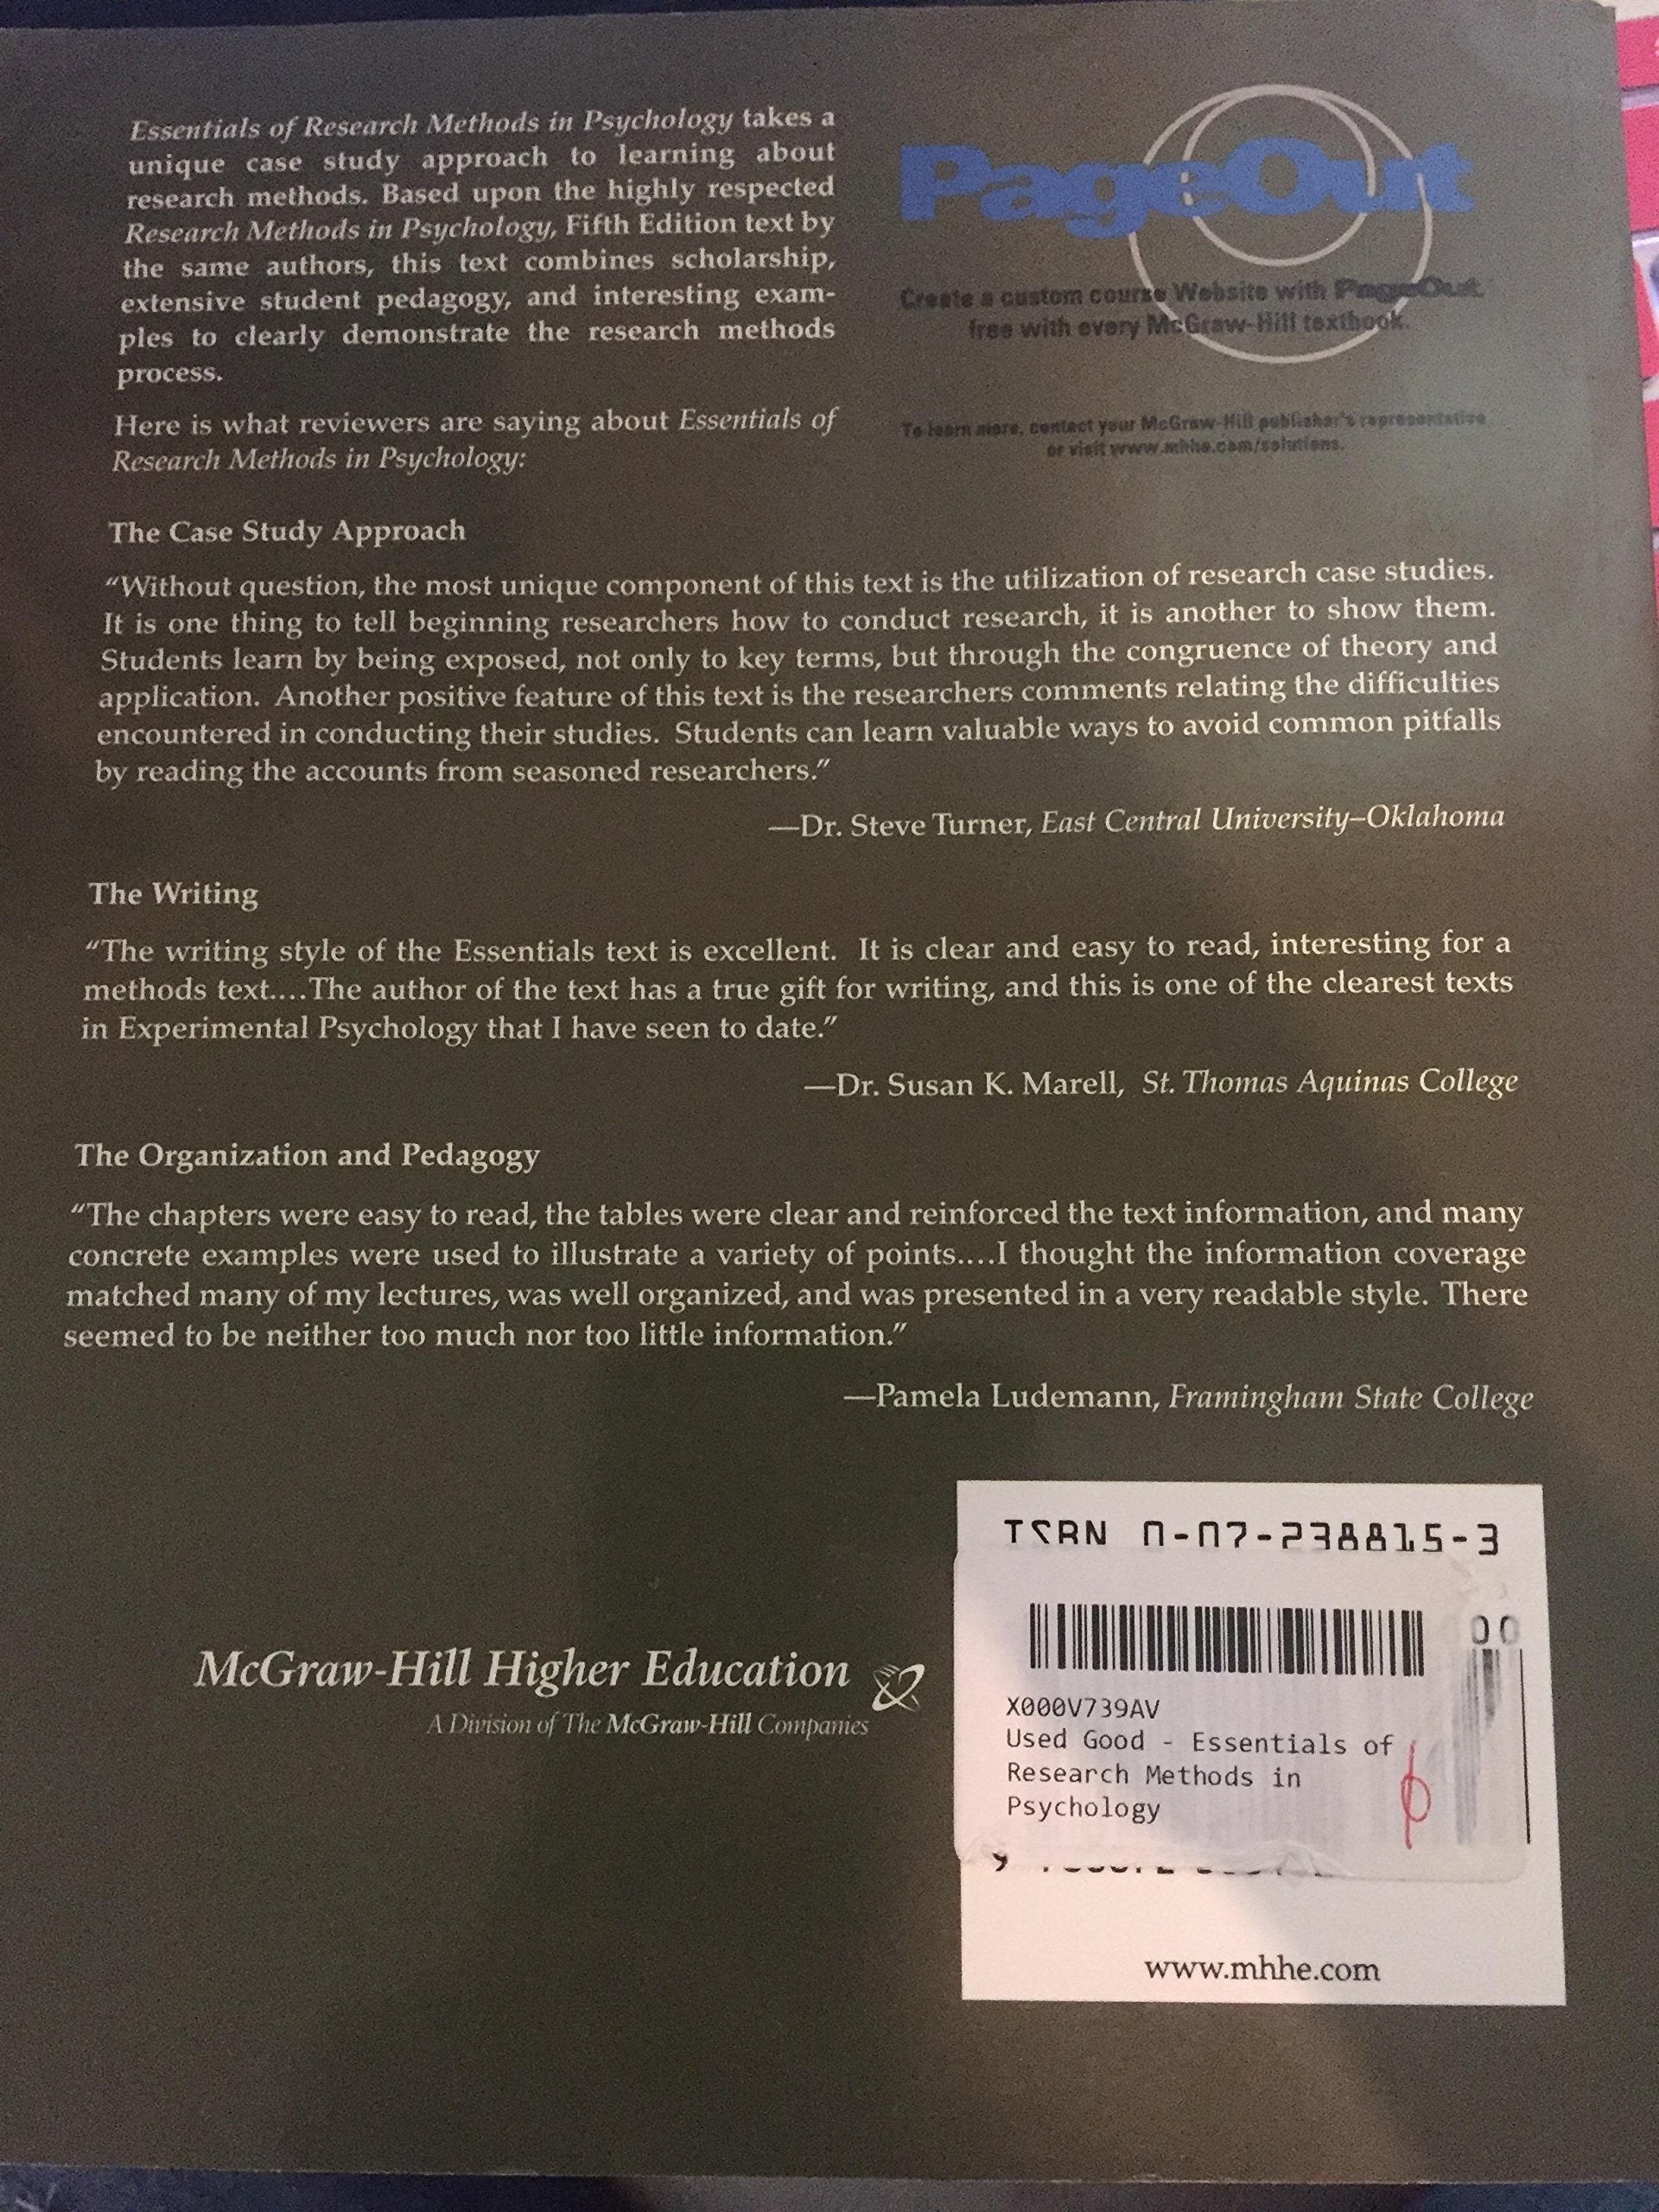 Essentials of Research Methods in Psychology takes a
unique case study approach to learning about
research methods. Based upon the highly respected
Research Methods in Psychology, Fifth Edition text by
the same authors, this text combines scholarship,
extensive student pedagogy, and interesting exam-
ples to clearly demonstrate the research methods
process.
Here is what reviewers are saying about Essentials of
Research Methods in Psychology:
PageOut
Create a custom course Website with PageOut
free with every McGraw-Hill textbook.
To learn more, contact your McGraw-Hill publisher's representative
or visit www.mhhe.com/solutions.
The Case Study Approach
“Without question, the most unique component of this text is the utilization of research case studies.
It is one thing to tell beginning researchers how to conduct research, it is another to show them.
Students learn by being exposed, not only to key terms, but through the congruence of theory and
application. Another positive feature of this text is the researchers comments relating the difficulties
encountered in conducting their studies. Students can learn valuable ways to avoid common pitfalls
by reading the accounts from seasoned researchers.”
—Dr. Steve Turner, East Central University–Oklahoma
The Writing
“The writing style of the Essentials text is excellent. It is clear and easy to read, interesting for a
methods text....The author of the text has a true gift for writing, and this is one of the clearest texts
in Experimental Psychology that I have seen to date.”
—Dr. Susan K. Marell, St. Thomas Aquinas College
The Organization and Pedagogy
“The chapters were easy to read, the tables were clear and reinforced the text information, and many
concrete examples were used to illustrate a variety of points....I thought the information coverage
matched many of my lectures, was well organized, and was presented in a very readable style. There
seemed to be neither too much nor too little information.”
—Pamela Ludemann, Framingham State College
McGraw-Hill Higher Education
A Division of The McGraw-Hill Companies
ISBN 0-07-238815-3
00
X000V739AV
Used Good - Essentials of
Research Methods in
Psychology
www.mhhe.com